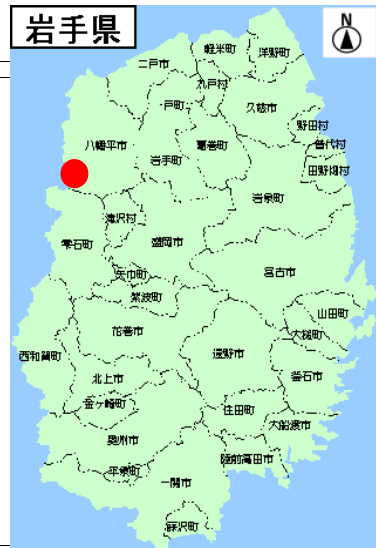 岩手県
N
軽米町
洋野町
二戸市
九戸村
一戸町
久慈市
野田村
普代村
八幡平市
岩手町
葛巻町
田野畑村
岩泉町
滝沢村
雫石町
盛岡市
宮古市
矢巾町
紫波町
山田町
大槌町
花巻市
西和賀町
遠野市
釜石市
北上市
金ヶ崎町
住田町
大船渡市
奥州市
陸前高田市
平泉町
一関市
藤沢町